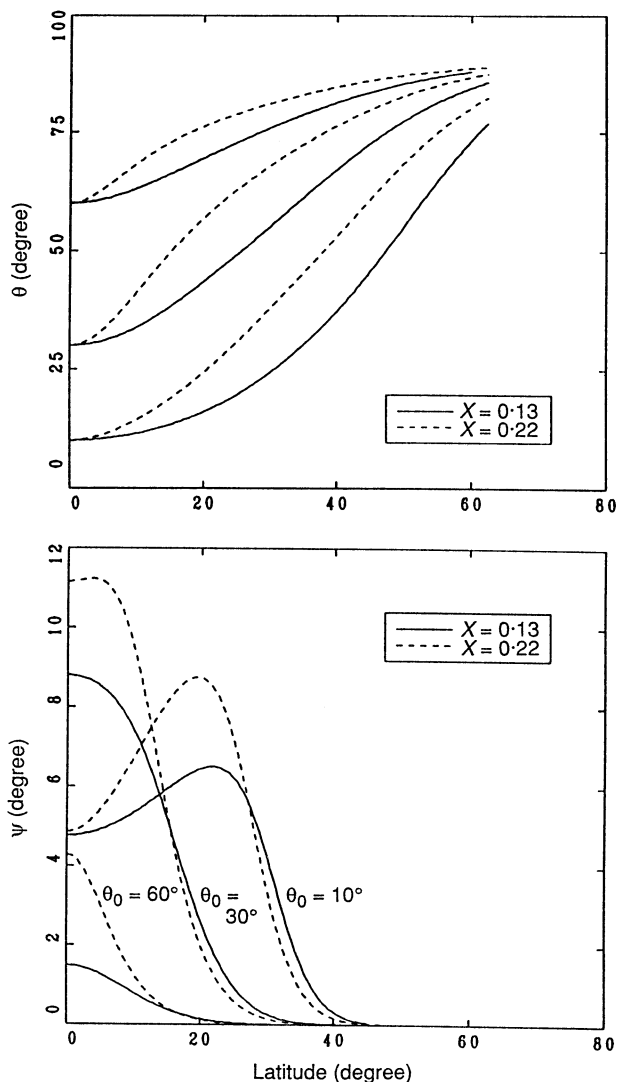 100
75
50
25
0
θ (degree)
X = 0·13
X = 0·22
0 20 40 60 80
12
10
8
6
4
2
0
ψ (degree)
X = 0·13
X = 0·22
θ0 = 60°
θ0 =
30°
θ0 = 10°
0 20 40 60 80
Latitude (degree)